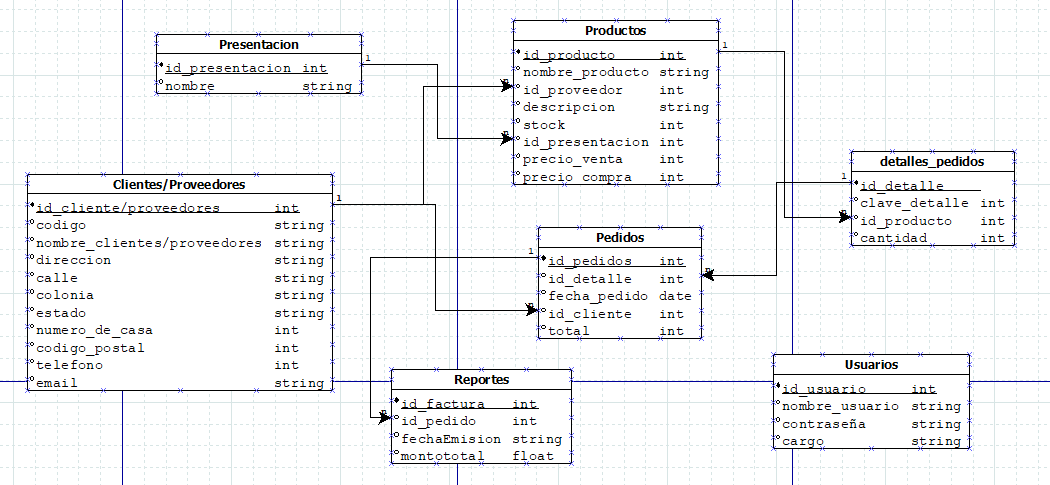 Presentacion
id_presentacion int
nombre string
1
Productos
id_producto int
nombre_producto string
id_proveedor int
descripcion string
stock int
id_presentacion int
precio_venta int
precio_compra int
1
n
n
Clientes/Proveedores
id_cliente/proveedores int
codigo string
nombre_clientes/proveedores string
direccion string
calle string
colonia string
estado string
numero_de_casa int
codigo_postal int
telefono int
email string
1
detalles_pedidos
id_detalle
clave_detalle int
id_producto int
cantidad int
1
n
Pedidos
id_pedidos int
id_detalle int
fecha_pedido date
id_cliente int
total int
1
n
n
Reportes
id_factura int
id_pedido int
fechaEmision string
montototal float
n
Usuarios
id_usuario int
nombre_usuario string
contraseña string
cargo string